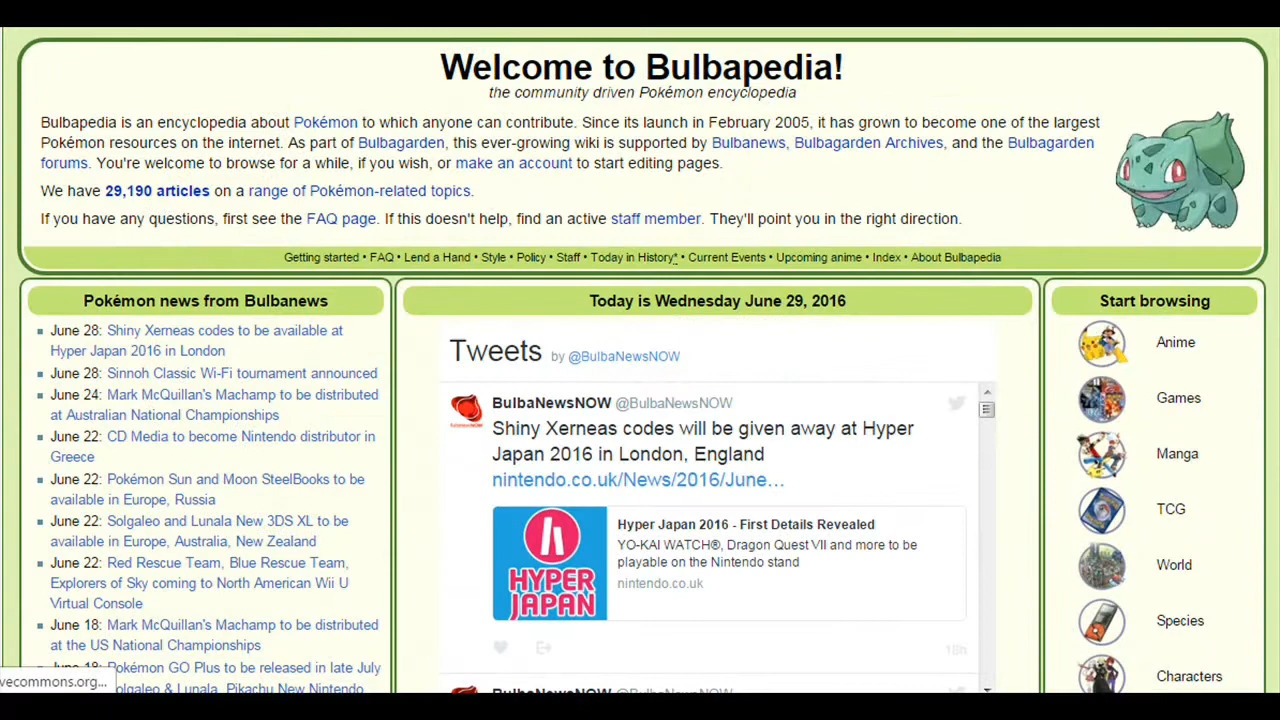 Welcome to Bulbapedia!
the community driven Pokémon encyclopedia
Bulbapedia is an encyclopedia about Pokémon to which anyone can contribute. Since its launch in February 2005, it has grown to become one of the largest
Pokémon resources on the internet. As part of Bulbagarden, this ever-growing wiki is supported by Bulbanews, Bulbagarden Archives, and the Bulbagarden
forums. You're welcome to browse for a while, if you wish, or make an account to start editing pages.
We have 29,190 articles on a range of Pokémon-related topics.
If you have any questions, first see the FAQ page. If this doesn't help, find an active staff member. They'll point you in the right direction.
Getting started • FAQ • Lend a Hand • Style • Policy • Staff • Today in History* • Current Events • Upcoming anime • Index • About Bulbapedia
Pokémon news from Bulbanews
June 28: Shiny Xerneas codes to be available at
Hyper Japan 2016 in London
June 28: Sinnoh Classic Wi-Fi tournament announced
June 24: Mark McQuillan's Machamp to be distributed
at Australian National Championships
June 22: CD Media to become Nintendo distributor in
Greece
June 22: Pokémon Sun and Moon SteelBooks to be
available in Europe, Russia
June 22: Solgaleo and Lunala New 3DS XL to be
available in Europe, Australia, New Zealand
June 22: Red Rescue Team, Blue Rescue Team,
Explorers of Sky coming to North American Wii U
Virtual Console
June 18: Mark McQuillan's Machamp to be distributed
at the US National Championships
June 18: Pokémon GO Plus to be released in late July
olgaleo & Lunala, Pikachu New Nintendo
vecommons.org...
Today is Wednesday June 29, 2016
Tweets by @BulbaNewsNOW
BulbaNewsNOW @BulbaNewsNOW
Shiny Xerneas codes will be given away at Hyper
Japan 2016 in London, England
nintendo.co.uk/News/2016/June…
HYPER
JAPAN
Hyper Japan 2016 - First Details Revealed
YO-KAI WATCH®, Dragon Quest VII and more to be
playable on the Nintendo stand
nintendo.co.uk
18h
BulbaNewsNOW @BulbaNewsNOW
Start browsing
Anime
Games
Manga
TCG
World
Species
Characters